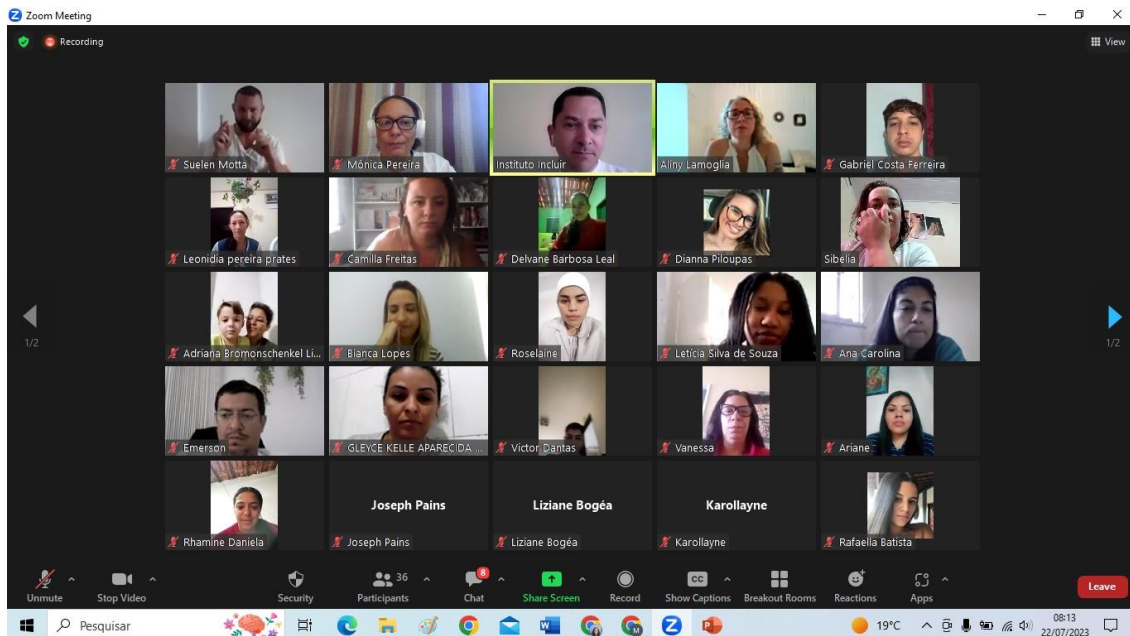 Zoom Meeting
Recording
View
Suelen Motta
Mônica Pereira
Instituto Incluir
Aliny Lamoglia
Gabriel Costa Ferreira
Leonidia pereira prates
Camilla Freitas
Delvane Barbosa Leal
Dianna Piloupas
Sibelia
Adriana Bromonschenkel Li...
Bianca Lopes
Roselaine
Letícia Silva de Souza
Ana Carolina
1/2
1/2
Emerson
GLEYCE KELLE APARECIDA ...
Victor Dantas
Vanessa
Ariane
Joseph Pains
Liziane Bogéa
Karollayne
Rhamine Daniela
Joseph Pains
Liziane Bogéa
Karollayne
Rafaella Batista
36
8
CC
Unmute
Stop Video
Security
Participants
Chat
Share Screen
Record
Show Captions
Breakout Rooms
Reactions
Apps
Leave
Pesquisar
19°C
08:13
22/07/2023